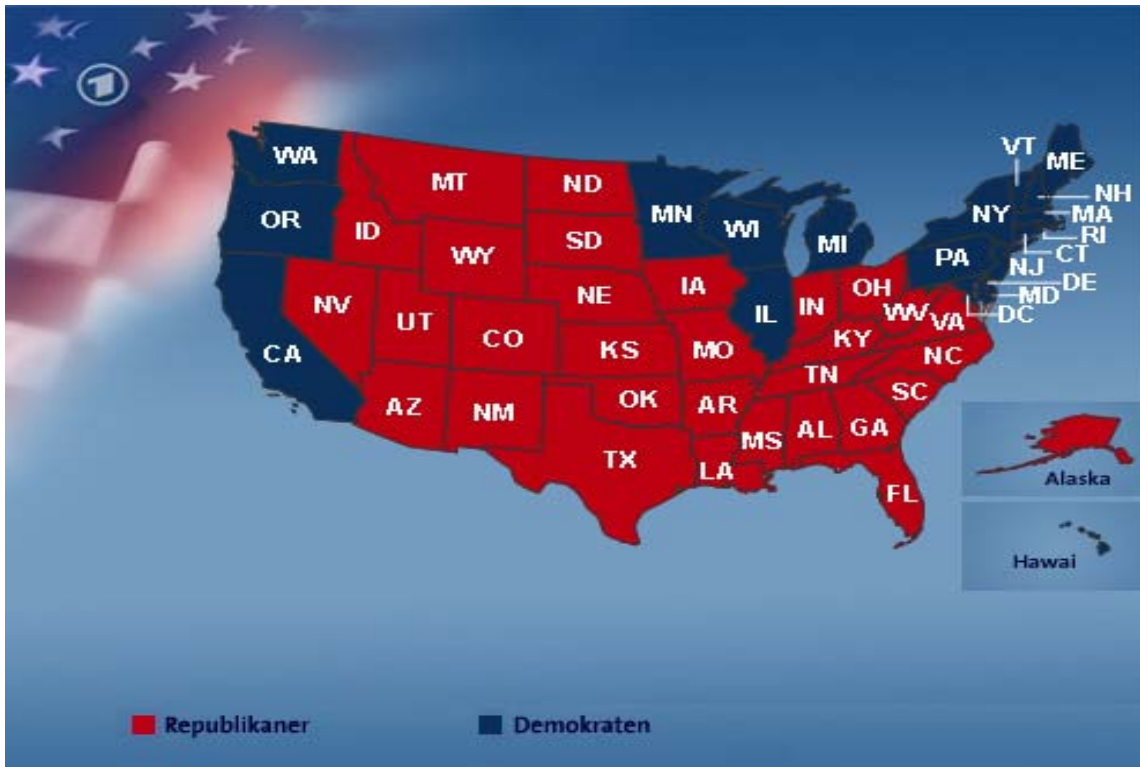 VT
ME
WA
MT
ND
NH
MN
NY
MA
OR
WI
RI
ID
SD
MI
CT
WY
PA
NJ
DE
NE
IA
OH
MD
NV
IL
IN
WV
DC
UT
CO
VA
CA
KS
MO
KY
NC
TN
SC
AZ
NM
OK
AR
MS
AL
GA
TX
LA
FL
Alaska
Hawai
Republikaner
Demokraten
1